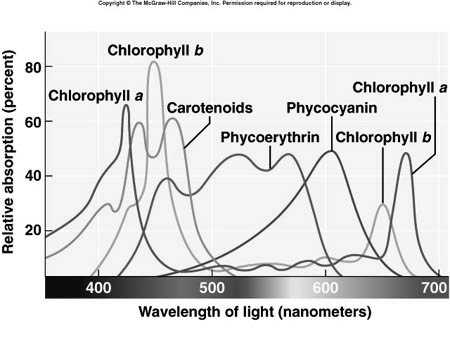 Copyright © The McGraw-Hill Companies, Inc. Permission required for reproduction or display.
Relative absorption (percent)
80
60
40
20
Chlorophyll b
Chlorophyll a
Chlorophyll a
Carotenoids
Phycocyanin
Phycoerythrin
Chlorophyll b
400
500
600
700
Wavelength of light (nanometers)